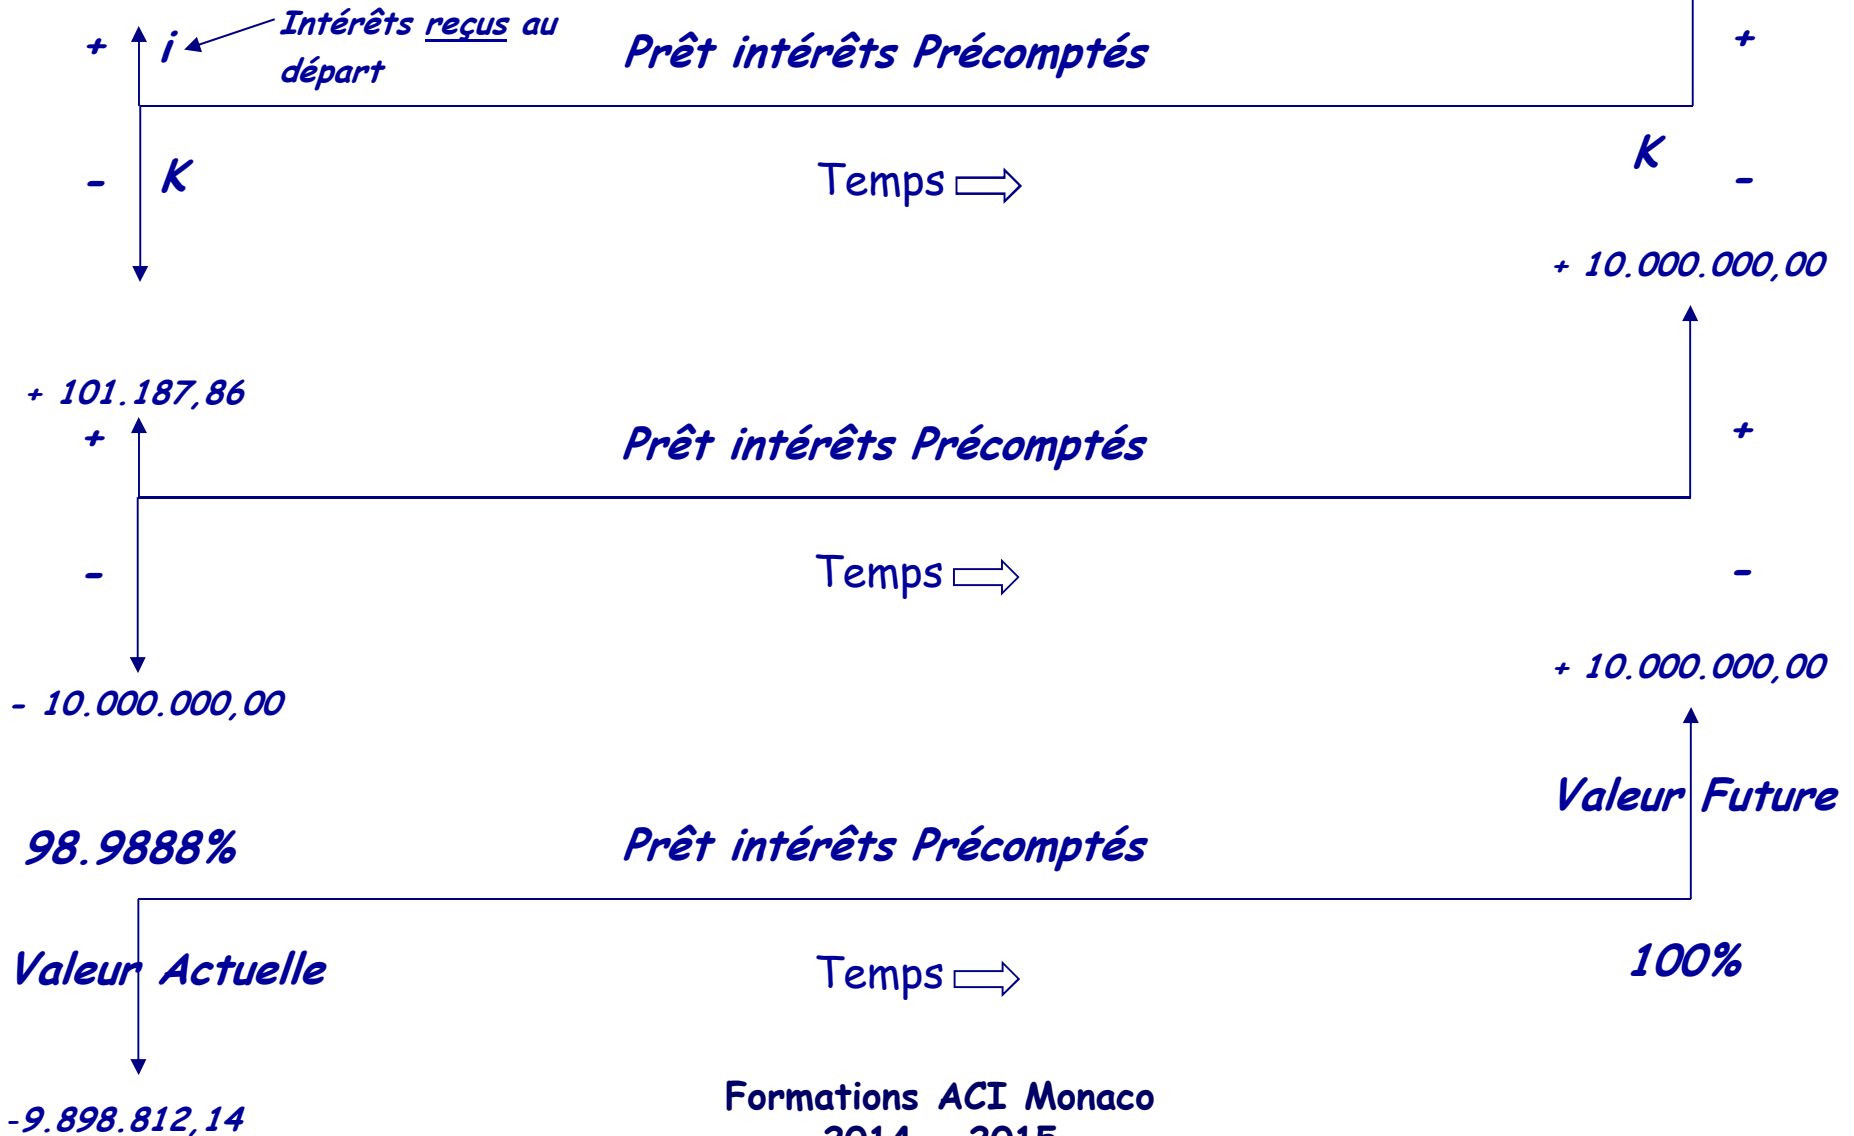 Intérêts reçus au
départ
+ i Prêt intérêts Précomptés +
- K Temps K -
+ 10.000.000,00
+ 101.187,86
+ Prêt intérêts Précomptés +
- Temps -
+ 10.000.000,00
- 10.000.000,00
Valeur Future
98.9888% Prêt intérêts Précomptés
Valeur Actuelle Temps 100%
Formations ACI Monaco
-9.898.812,14
2014 2015